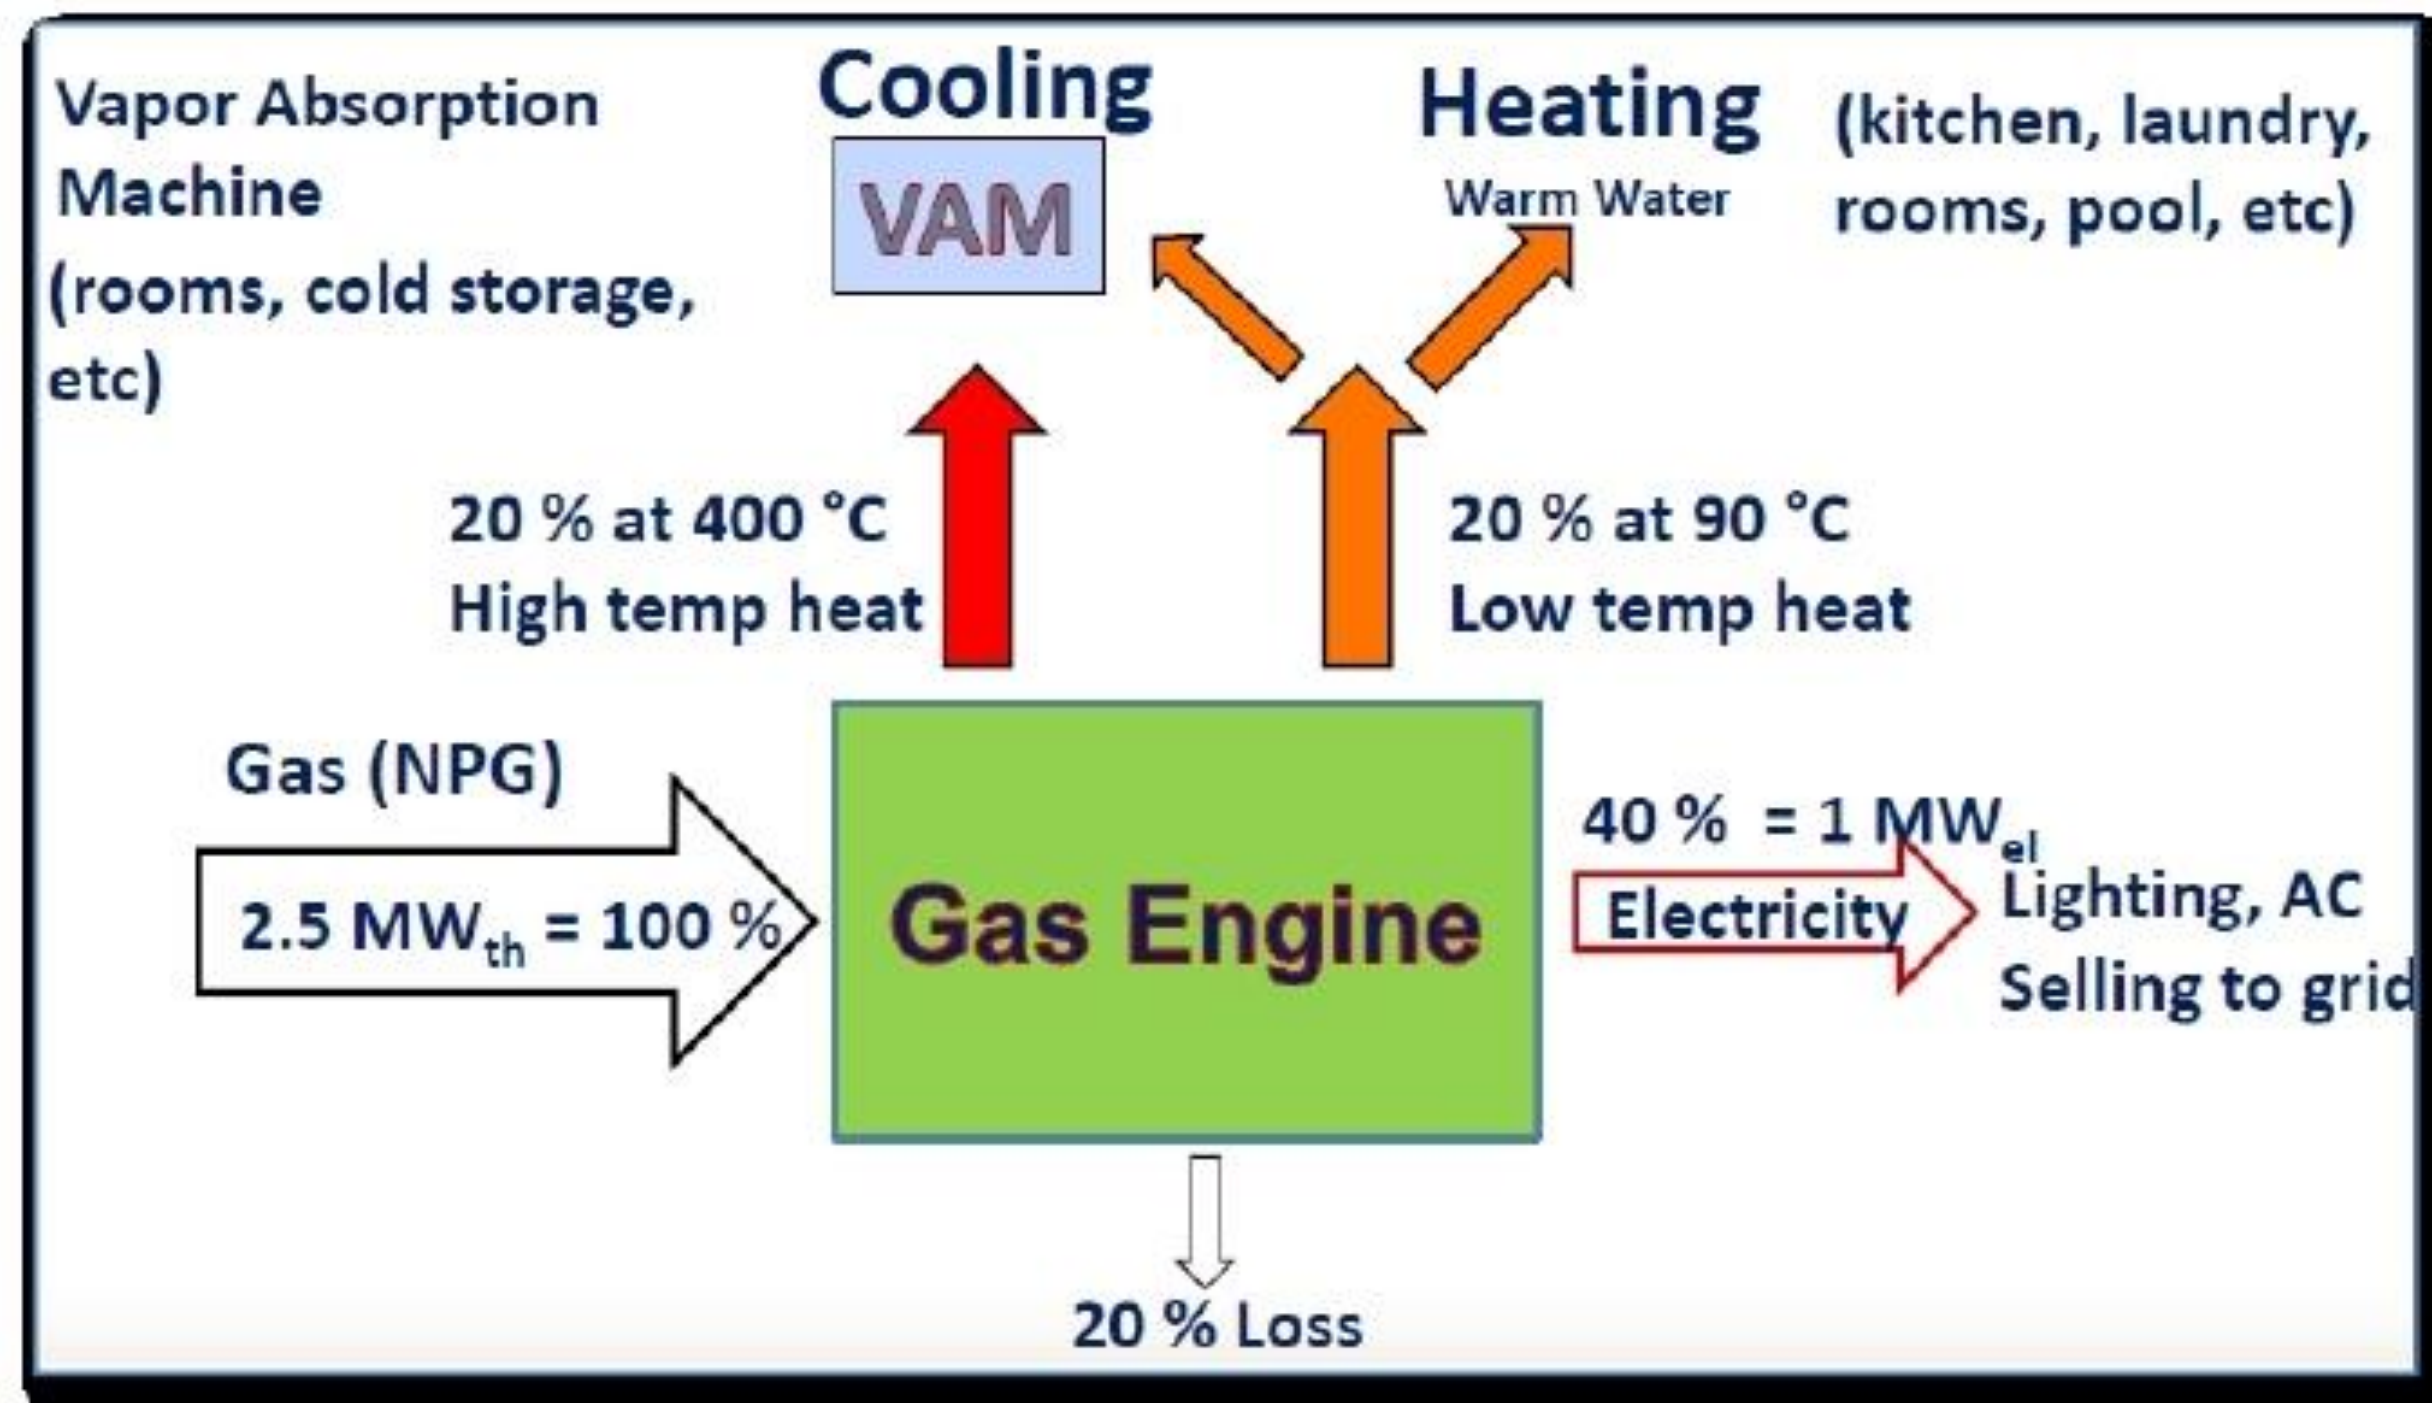 Vapor Absorption
Machine
(rooms, cold storage,
etc)
Cooling
VAM
Heating
Warm Water
(kitchen, laundry,
rooms, pool, etc)
20 % at 400 °C
High temp heat
20 % at 90 °C
Low temp heat
Gas (NPG)
2.5 MWth = 100 %
Gas Engine
40 % = 1 MWel
Electricity
Lighting, AC
Selling to grid
20 % Loss